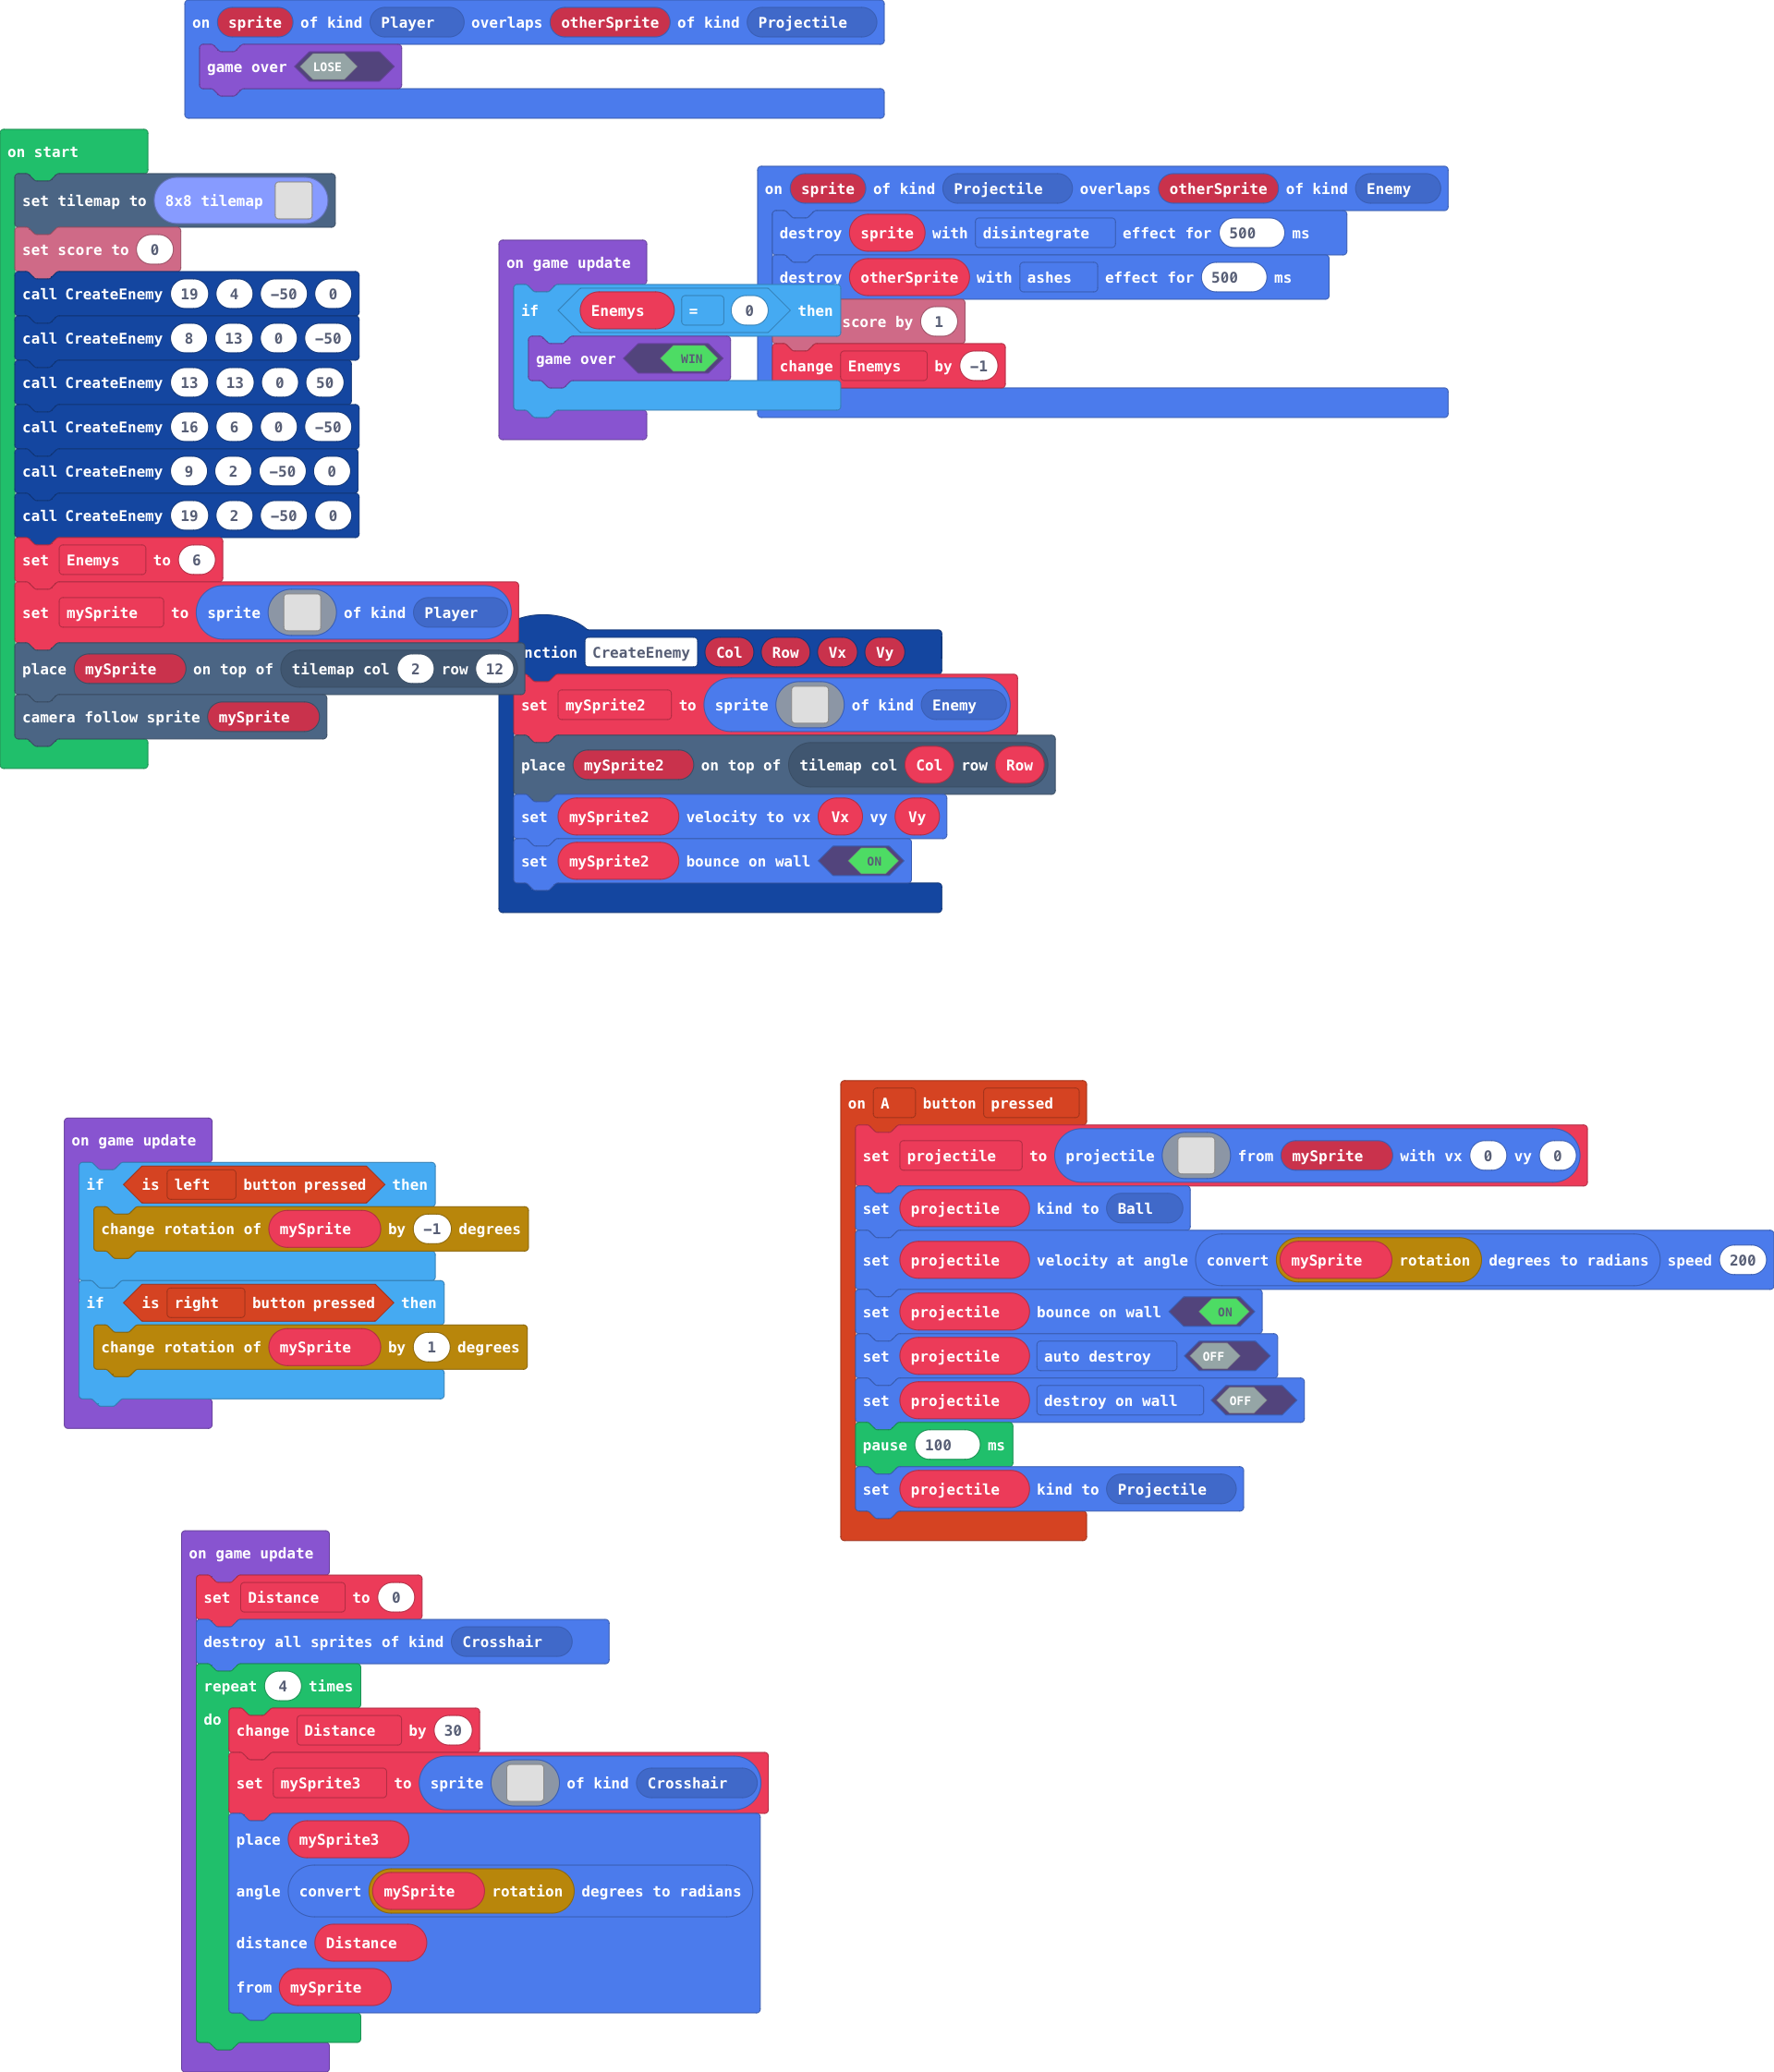 on sprite of kind Player overlaps otherSprite of kind Projectile
game over LOSE
on start
set tilemap to 8x8 tilemap
set score to 0
call CreateEnemy 19 4 −50 0
call CreateEnemy 8 13 0 −50
call CreateEnemy 13 13 0 50
call CreateEnemy 16 6 0 −50
call CreateEnemy 9 2 −50 0
call CreateEnemy 19 2 −50 0
set Enemys to 6
set mySprite to sprite of kind Player
place mySprite on top of tilemap col 2 row 12
camera follow sprite mySprite
on game update
if Enemys = 0 then
game over WIN
on sprite of kind Projectile overlaps otherSprite of kind Enemy
destroy sprite with disintegrate effect for 500 ms
destroy otherSprite with ashes effect for 500 ms
score by 1
change Enemys by −1
nction CreateEnemy Col Row Vx Vy
set mySprite2 to sprite of kind Enemy
place mySprite2 on top of tilemap col Col row Row
set mySprite2 velocity to vx Vx vy Vy
set mySprite2 bounce on wall ON
on game update
if is left button pressed then
change rotation of mySprite by −1 degrees
if is right button pressed then
change rotation of mySprite by 1 degrees
on A button pressed
set projectile to projectile from mySprite with vx 0 vy 0
set projectile kind to Ball
set projectile velocity at angle convert mySprite rotation degrees to radians speed 200
set projectile bounce on wall ON
set projectile auto destroy OFF
set projectile destroy on wall OFF
pause 100 ms
set projectile kind to Projectile
on game update
set Distance to 0
destroy all sprites of kind Crosshair
repeat 4 times
do
change Distance by 30
set mySprite3 to sprite of kind Crosshair
place mySprite3
angle convert mySprite rotation degrees to radians
distance Distance
from mySprite